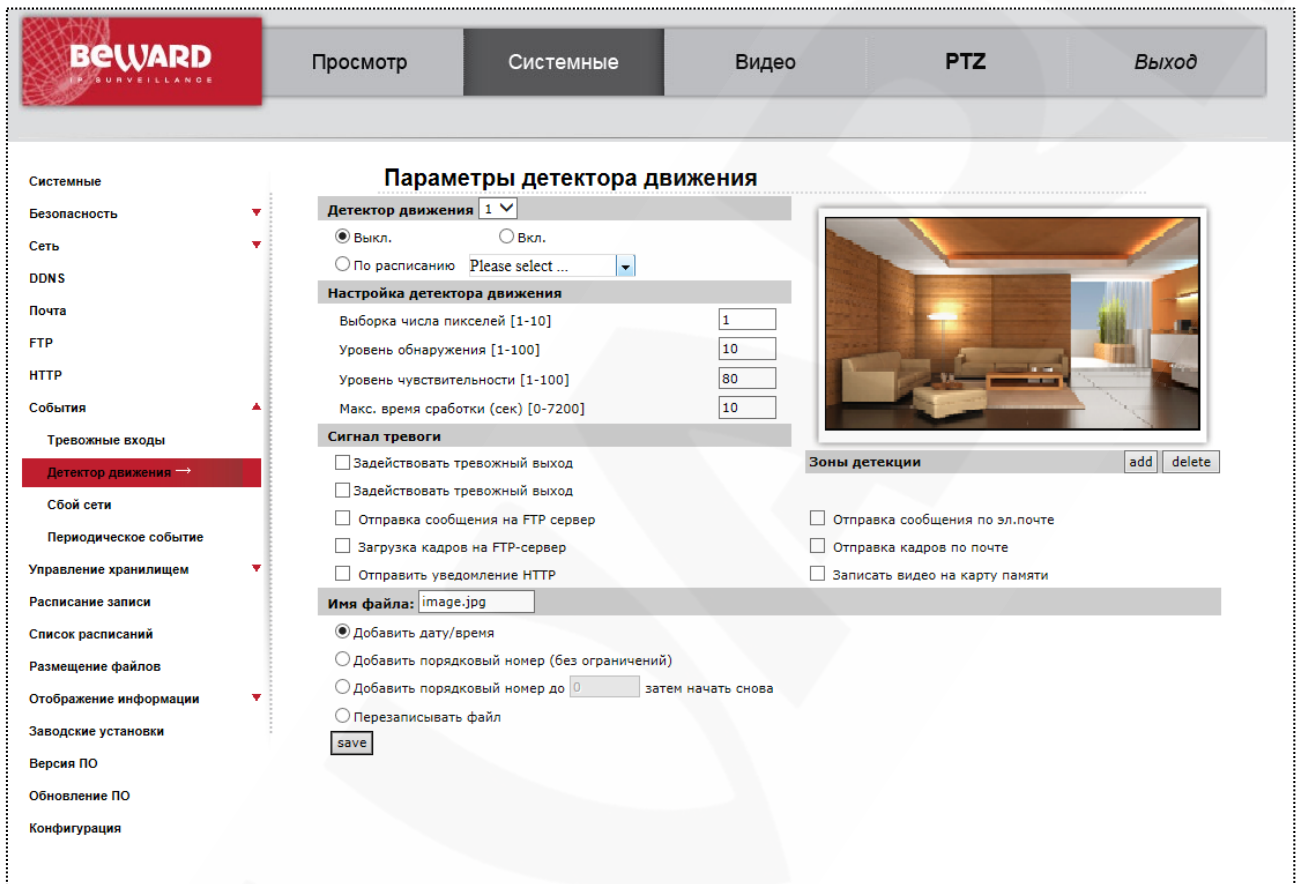 BEWARD
IP SURVEILLANCE
Просмотр
Системные
Видео
PTZ
Выход
Системные
Безопасность
Сеть
DDNS
Почта
FTP
HTTP
События
Тревожные входы
Детектор движения →
Сбой сети
Периодическое событие
Управление хранилищем
Расписание записи
Список расписаний
Размещение файлов
Отображение информации
Заводские установки
Версия ПО
Обновление ПО
Конфигурация
Параметры детектора движения
Детектор движения 1
Выкл. Вкл.
По расписанию Please select ...
Настройка детектора движения
Выборка числа пикселей [1-10] 1
Уровень обнаружения [1-100] 10
Уровень чувствительности [1-100] 80
Макс. время сработки (сек) [0-7200] 10
Сигнал тревоги
Зоны детекции add delete
Задействовать тревожный выход
Задействовать тревожный выход
Отправка сообщения на FTP сервер
Отправка сообщения по эл.почте
Загрузка кадров на FTP-сервер
Отправка кадров по почте
Отправить уведомление HTTP
Записать видео на карту памяти
Имя файла: image.jpg
Добавить дату/время
Добавить порядковый номер (без ограничений)
Добавить порядковый номер до 0 затем начать снова
Перезаписывать файл
save